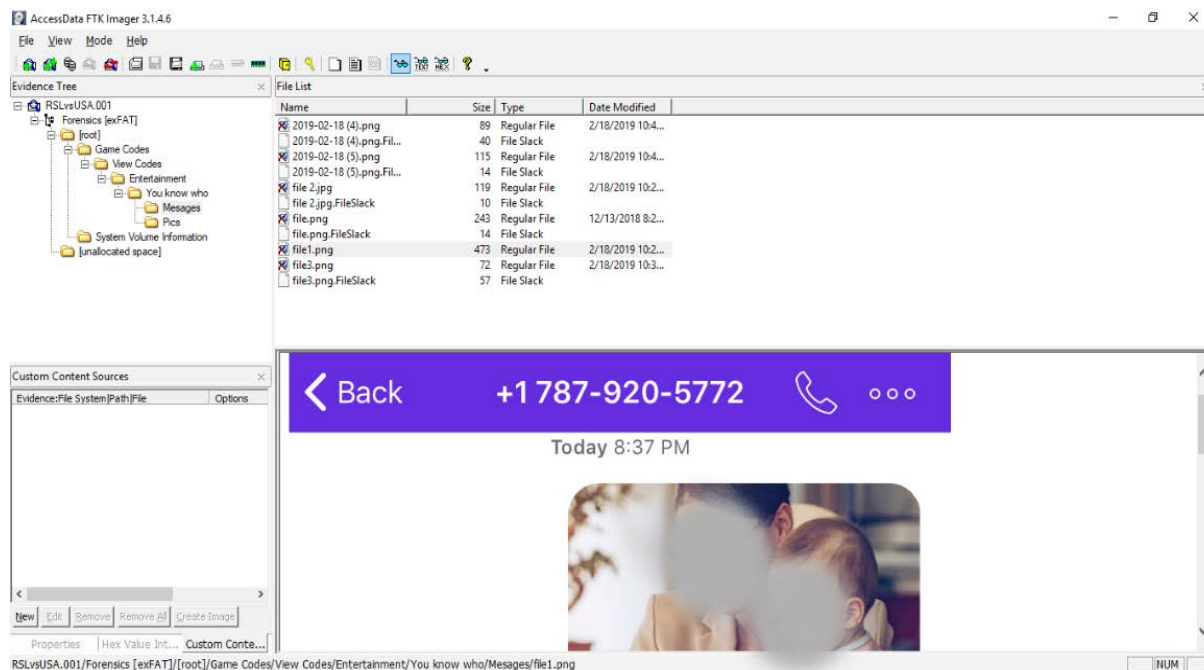 AccessData FTK Imager 3.1.4.6
File View Mode Help
Evidence Tree
RSLvsUSA.001
Forensics [exFAT]
[root]
Game Codes
View Codes
Entertainment
You know who
Mesages
Pics
System Volume Information
[unallocated space]
File List
Name Size Type Date Modified
2019-02-18 (4).png 89 Regular File 2/18/2019 10:4...
2019-02-18 (4).png.Fil... 40 File Slack
2019-02-18 (5).png 115 Regular File 2/18/2019 10:4...
2019-02-18 (5).png.Fil... 14 File Slack
file 2.jpg 119 Regular File 2/18/2019 10:2...
file 2.jpg.FileSlack 10 File Slack
file.png 243 Regular File 12/13/2018 8:2...
file.png.FileSlack 14 File Slack
file1.png 473 Regular File 2/18/2019 10:2...
file3.png 72 Regular File 2/18/2019 10:3...
file3.png.FileSlack 57 File Slack
Custom Content Sources
Evidence:File System|Path|File Options
New Edit Remove Remove All Create Image
Properties Hex Value Int... Custom Conte...
Back +1 787-920-5772
Today 8:37 PM
RSLvsUSA.001/Forensics [exFAT]/[root]/Game Codes/View Codes/Entertainment/You know who/Mesages/file1.png NUM